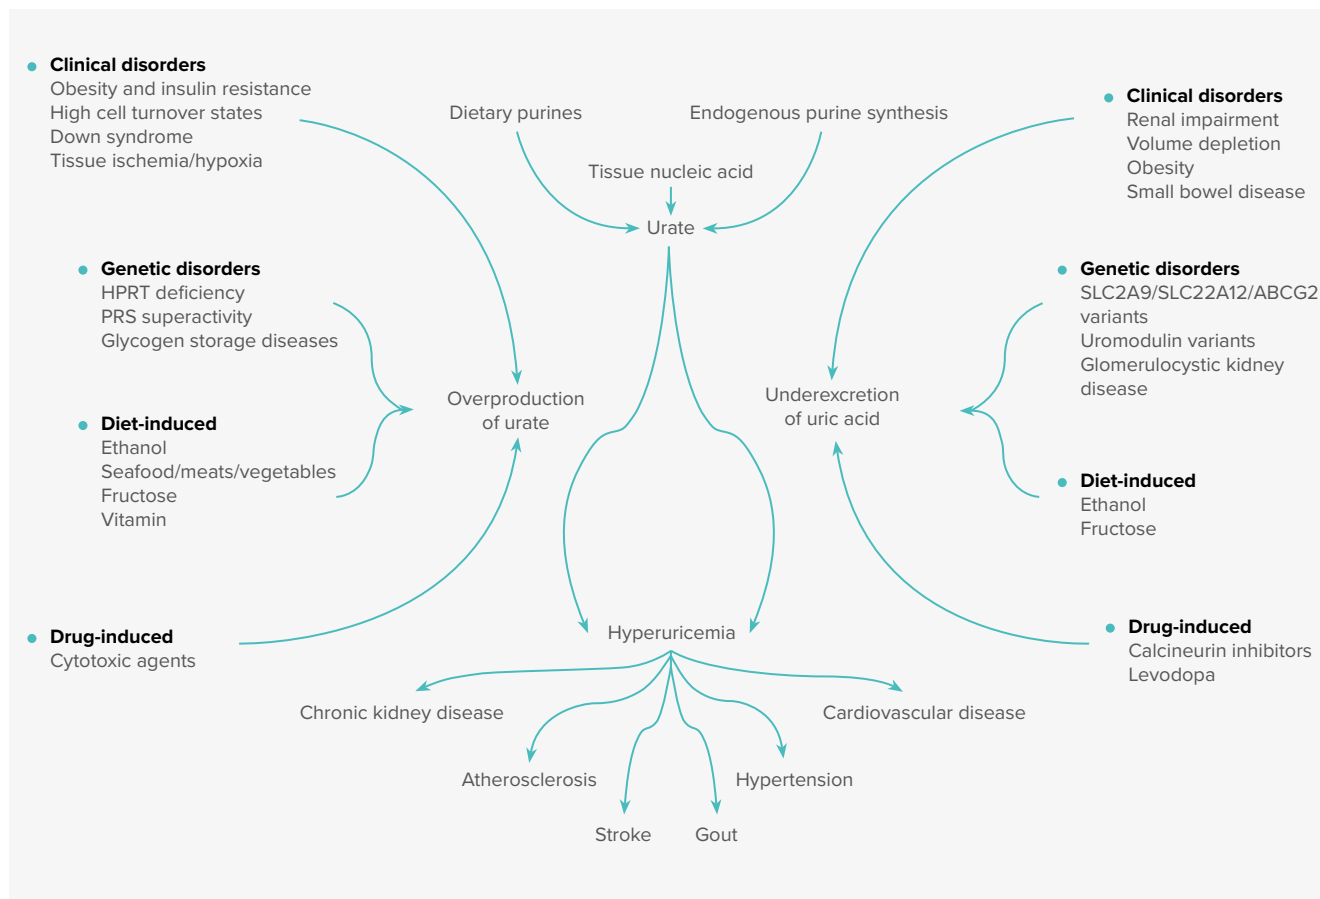 Clinical disorders
Obesity and insulin resistance
High cell turnover states
Down syndrome
Tissue ischemia/hypoxia
Genetic disorders
HPRT deficiency
PRS superactivity
Glycogen storage diseases
Diet-induced
Ethanol
Seafood/meats/vegetables
Fructose
Vitamin
Drug-induced
Cytotoxic agents
Dietary purines
Endogenous purine synthesis
Tissue nucleic acid
Urate
Overproduction
of urate
Underexcretion
of uric acid
Hyperuricemia
Chronic kidney disease
Cardiovascular disease
Atherosclerosis
Hypertension
Stroke
Gout
Clinical disorders
Renal impairment
Volume depletion
Obesity
Small bowel disease
Genetic disorders
SLC2A9/SLC22A12/ABCG2
variants
Uromodulin variants
Glomerulocystic kidney
disease
Diet-induced
Ethanol
Fructose
Drug-induced
Calcineurin inhibitors
Levodopa